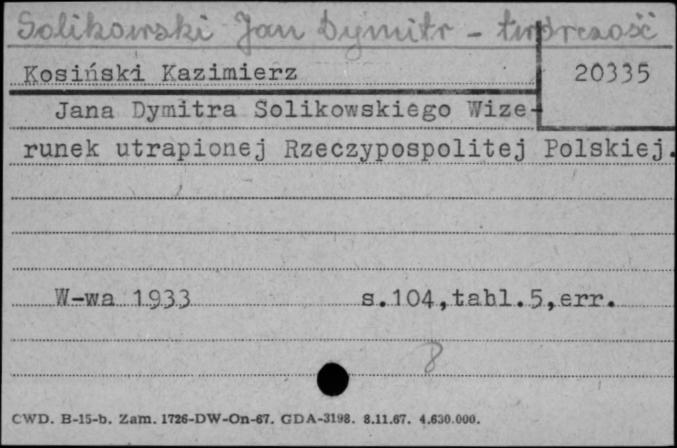 Solikowski Jan Dymitr - twórczość
Kosiński Kazimierz
20335
Jana Dymitra Solikowskiego Wize-
runek utrapionej Rzeczypospolitej Polskiej.
W-wa 1933 s.104,tabl.5,err.
8
CWD. B-15-b. Zam. 1726-DW-On-67. GDA-3198. 8.11.67. 4.630.000.